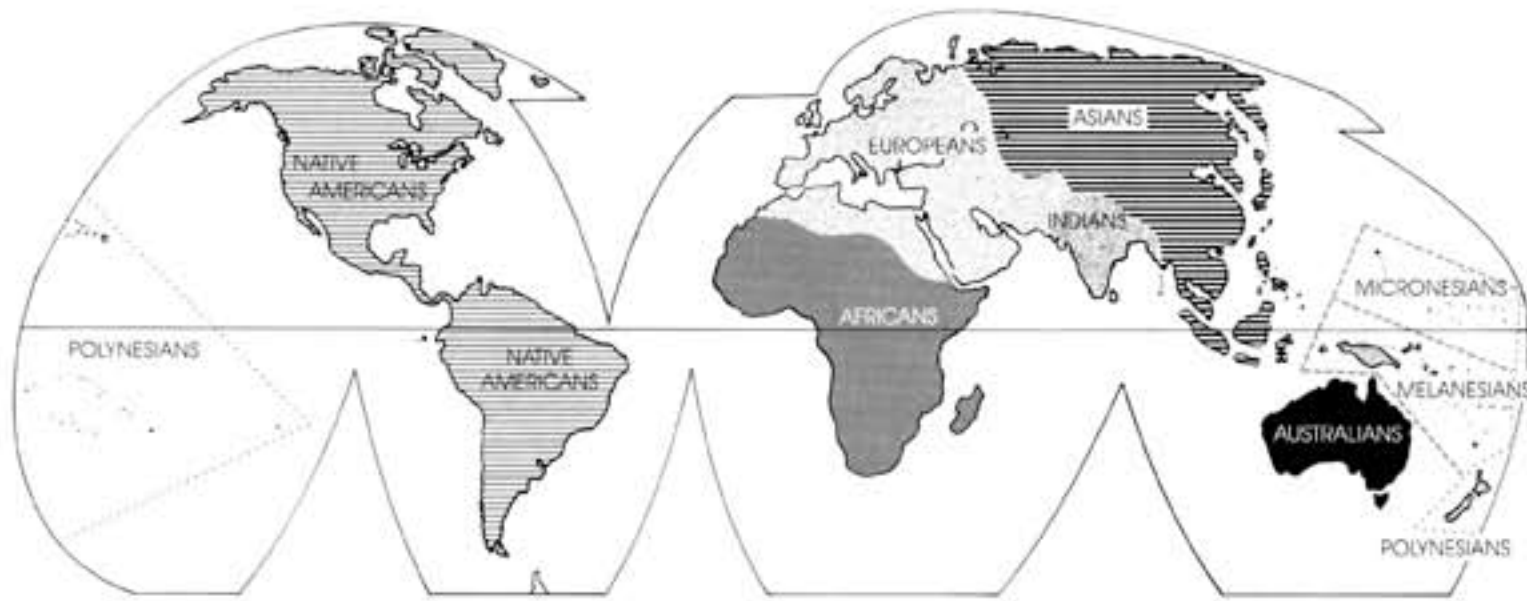 ASIANS
EUROPEANS
NATIVE
AMERICANS
INDIANS
MICRONESIANS
AFRICANS
POLYNESIANS
NATIVE
AMERICANS
MELANESIANS
AUSTRALIANS
POLYNESIANS